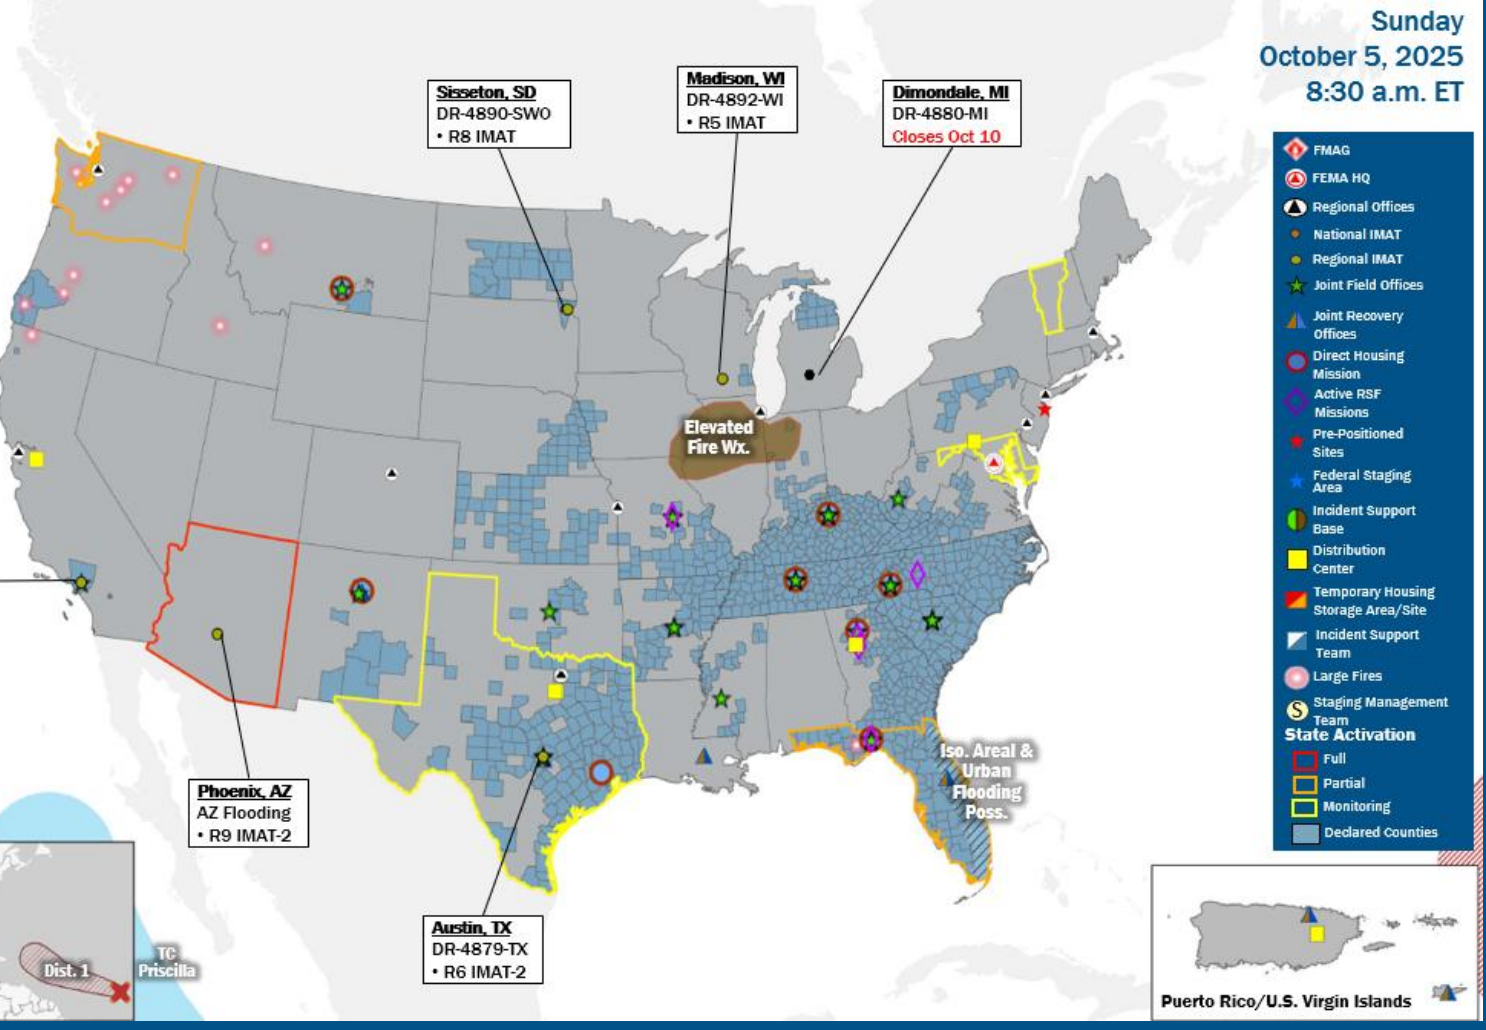 Sunday
October 5, 2025
8:30 a.m. ET
Sisseton, SD
DR-4890-SWO
• R8 IMAT
Madison, WI
DR-4892-WI
• R5 IMAT
Dimondale, MI
DR-4880-MI
Closes Oct 10
Elevated
Fire Wx.
Iso. Areal &
Urban
Flooding
Poss.
Phoenix, AZ
AZ Flooding
• R9 IMAT-2
Austin, TX
DR-4879-TX
• R6 IMAT-2
Dist. 1
TC
Priscilla
FMAG
FEMA HQ
Regional Offices
National IMAT
Regional IMAT
Joint Field Offices
Joint Recovery
Offices
Direct Housing
Mission
Active RSF
Missions
Pre-Positioned
Sites
Federal Staging
Area
Incident Support
Base
Distribution
Center
Temporary Housing
Storage Area/Site
Incident Support
Team
Large Fires
S
Staging Management
Team
State Activation
Full
Partial
Monitoring
Declared Counties
Puerto Rico/U.S. Virgin Islands